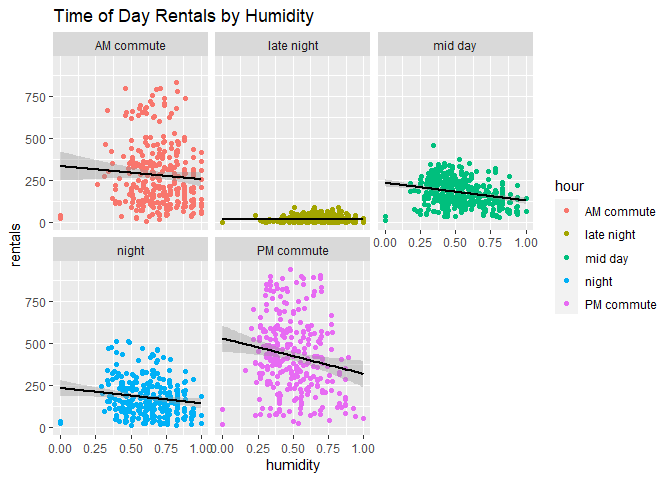 Time of Day Rentals by Humidity
AM commute
late night
mid day
750
500
250
0
night
PM commute
0.00 0.25 0.50 0.75 1.00
750
500
250
0
0.00 0.25 0.50 0.75 1.00
0.00 0.25 0.50 0.75 1.00
rentals
humidity
hour
AM commute
late night
mid day
night
PM commute